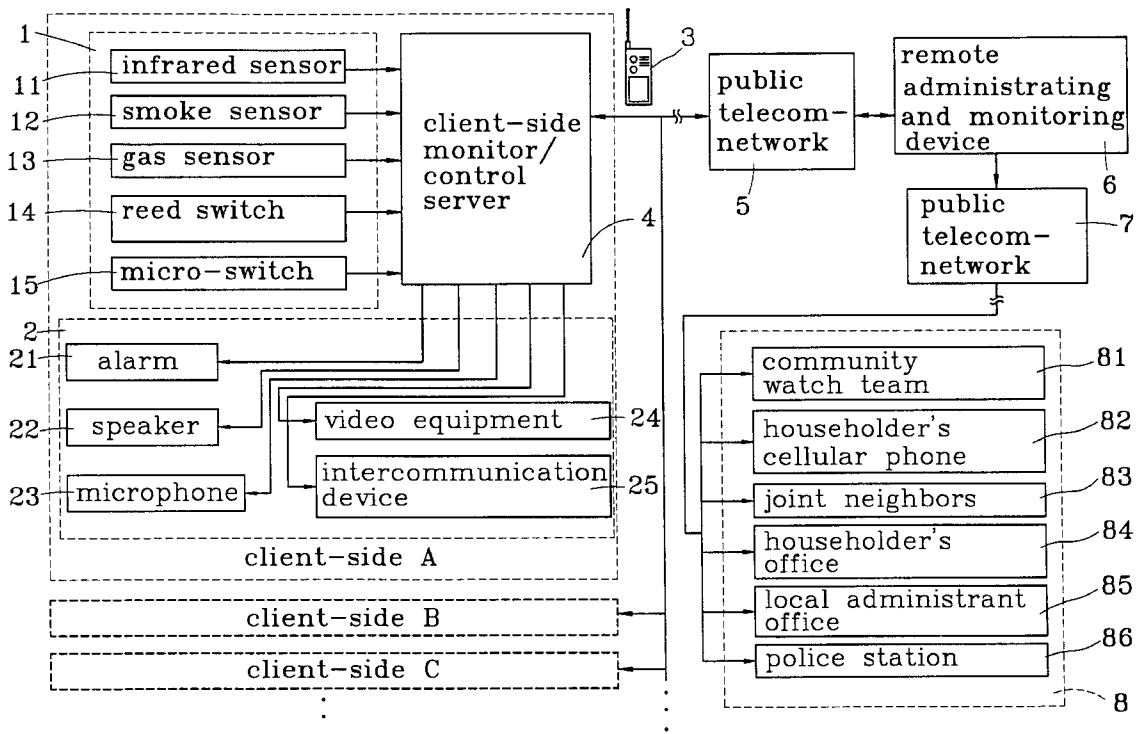 1
infrared sensor
11
smoke sensor
12
gas sensor
13
reed switch
14
micro-switch
15
client-side
monitor/
control
server
4
3
public
telecom-
network
5
remote
administrating
and monitoring
device
6
public
telecom-
network
7
2
alarm
21
speaker
22
microphone
23
video equipment
24
intercommunication
device
25
client-side A
client-side B
client-side C
community
watch team
81
householder's
cellular phone
82
joint neighbors
83
householder's
office
84
local administrant
office
85
police station
86
8